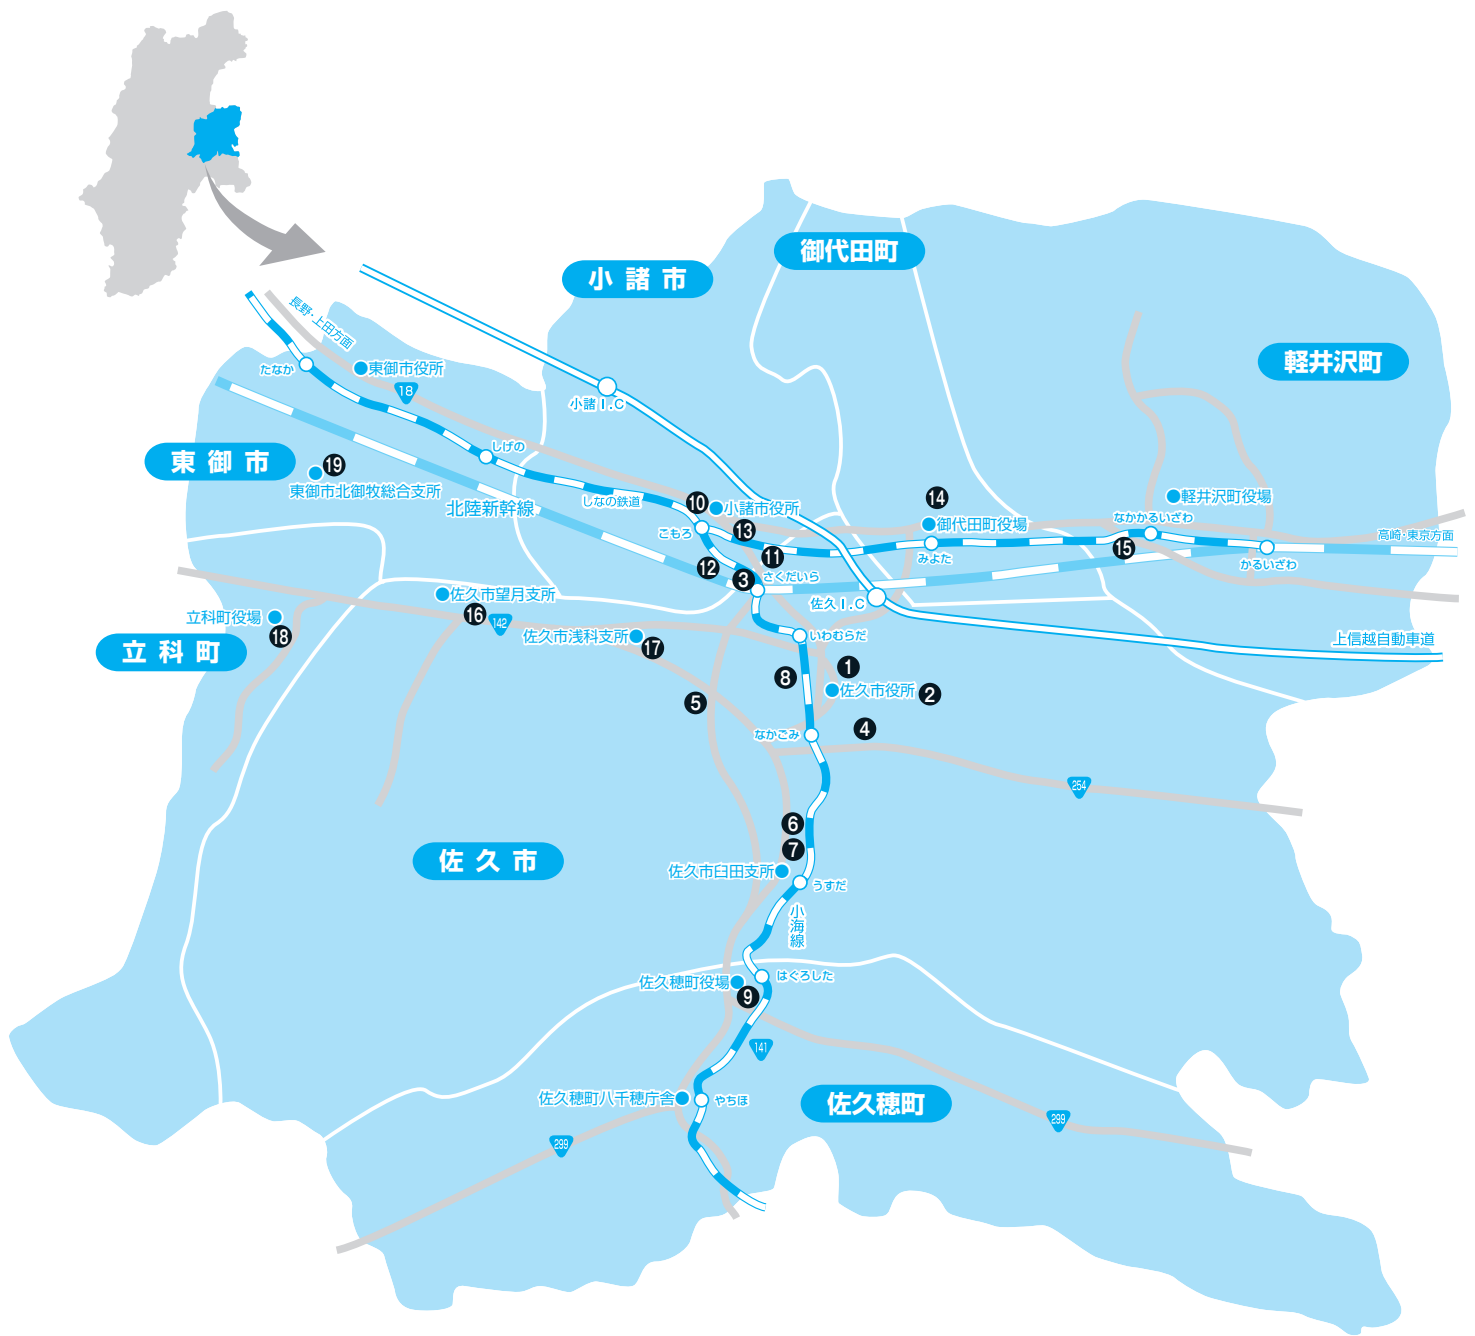 御代田町
小諸市
長野・上田方面
軽井沢町
たなか
東御市役所
18
小諸I.C
しげの
東御市
⑲
東御市北御牧総合支所
北陸新幹線
しなの鉄道
⑩
小諸市役所
⑭
御代田町役場
軽井沢町役場
なかかるいざわ
こもろ
⑬
高崎・東京方面
⑪
みよた
⑮
かるいざわ
⑫
③
さくだいら
佐久市望月支所
佐久I.C
立科町役場
⑯
142
⑱
佐久市浅科支所
いわむらだ
上信越自動車道
立科町
⑰
①
⑧
佐久市役所
②
⑤
④
なかごみ
254
⑥
⑦
佐久市
佐久市臼田支所
うすだ
小海線
はぐろした
佐久穂町役場
⑨
141
佐久穂町八千穂庁舎
やちほ
佐久穂町
299
299